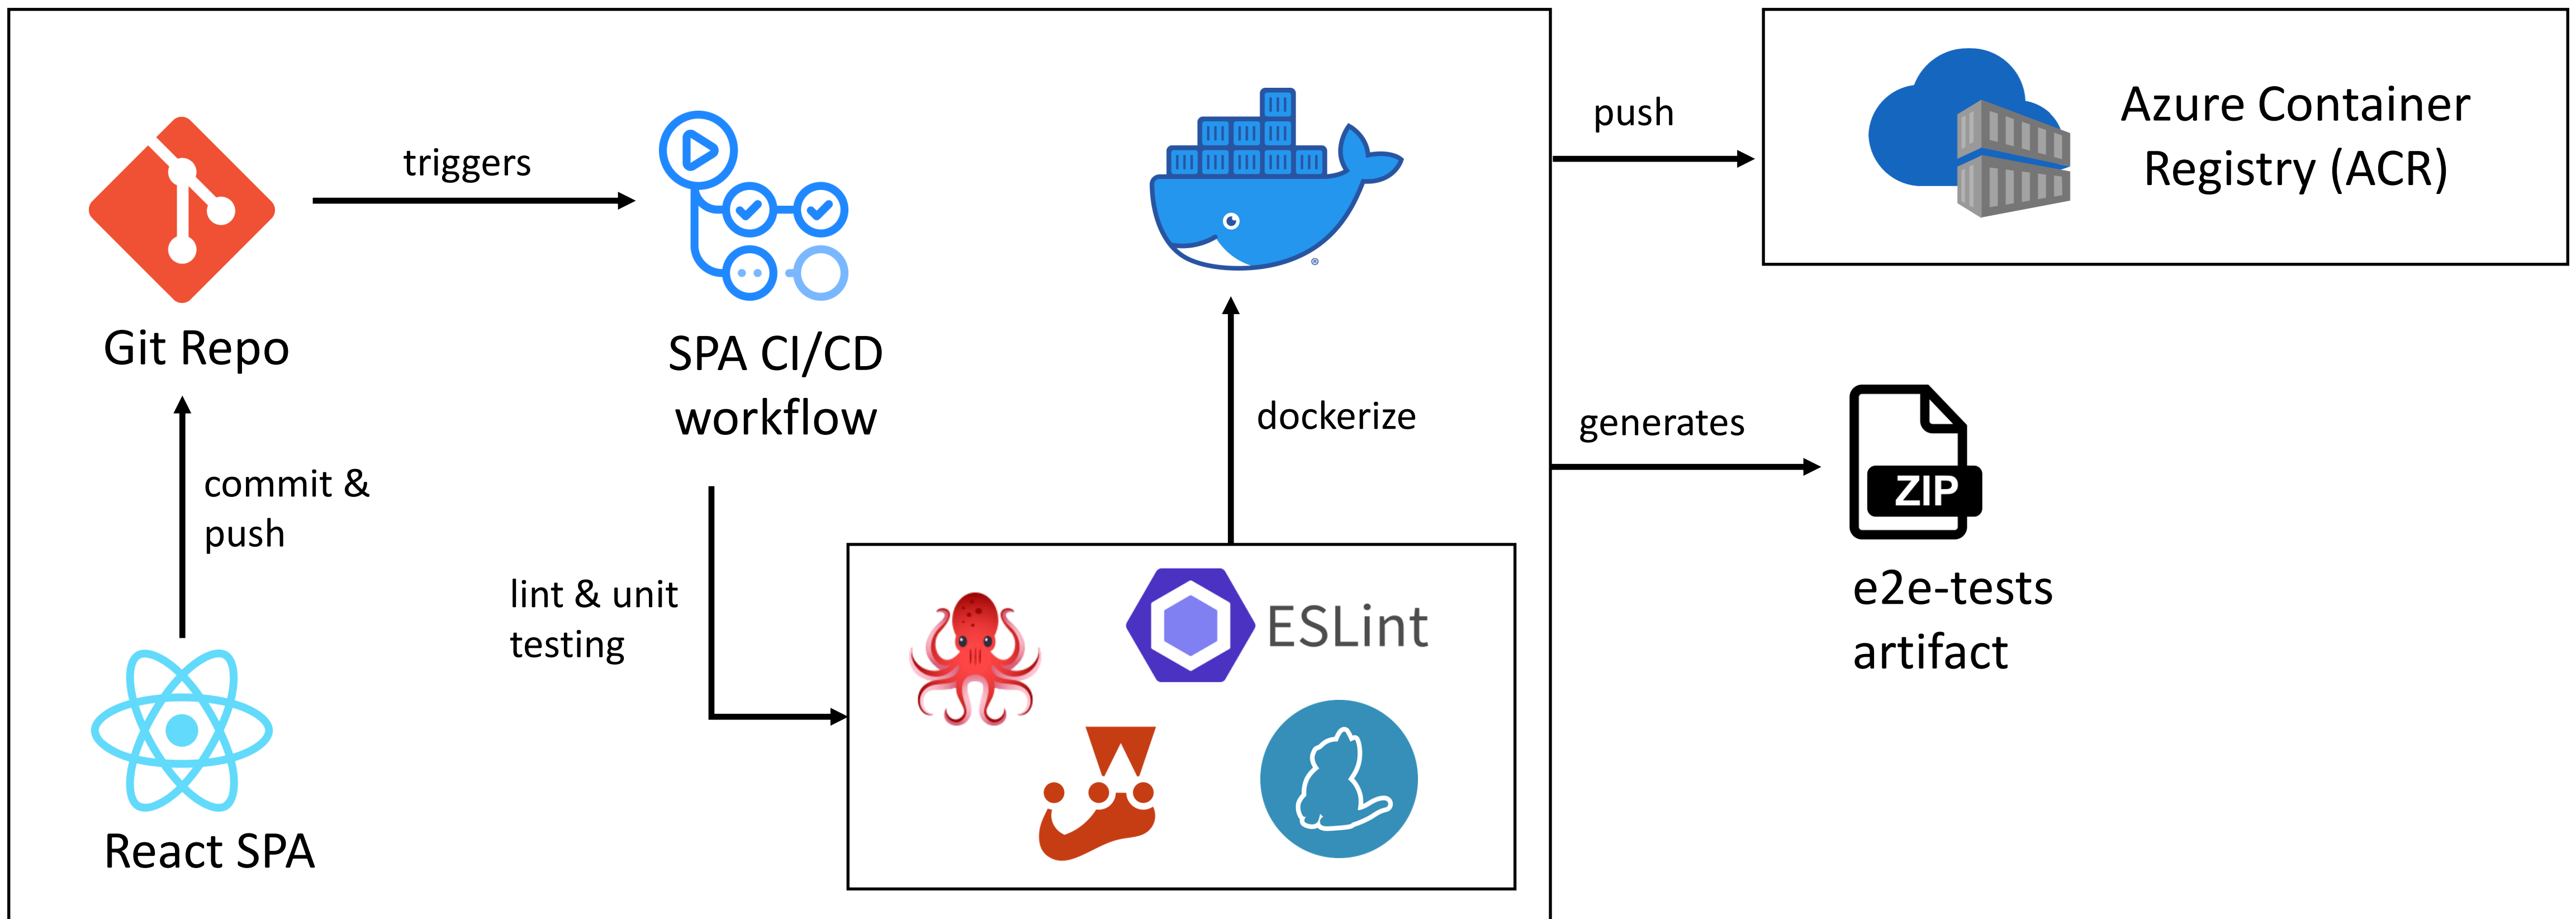 triggers
Git Repo
SPA CI/CD
workflow
commit &
push
React SPA
lint & unit
testing
dockerize
®
ESLint
push
Azure Container
Registry (ACR)
generates
ZIP
e2e-tests
artifact